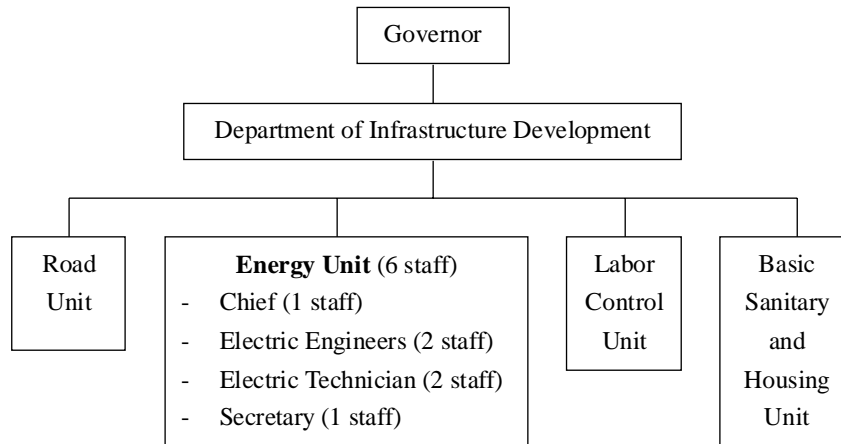 Governor
Department of Infrastructure Development
Road
Unit
Energy Unit (6 staff)
- Chief (1 staff)
- Electric Engineers (2 staff)
- Electric Technician (2 staff)
- Secretary (1 staff)
Labor
Control
Unit
Basic
Sanitary
and
Housing
Unit